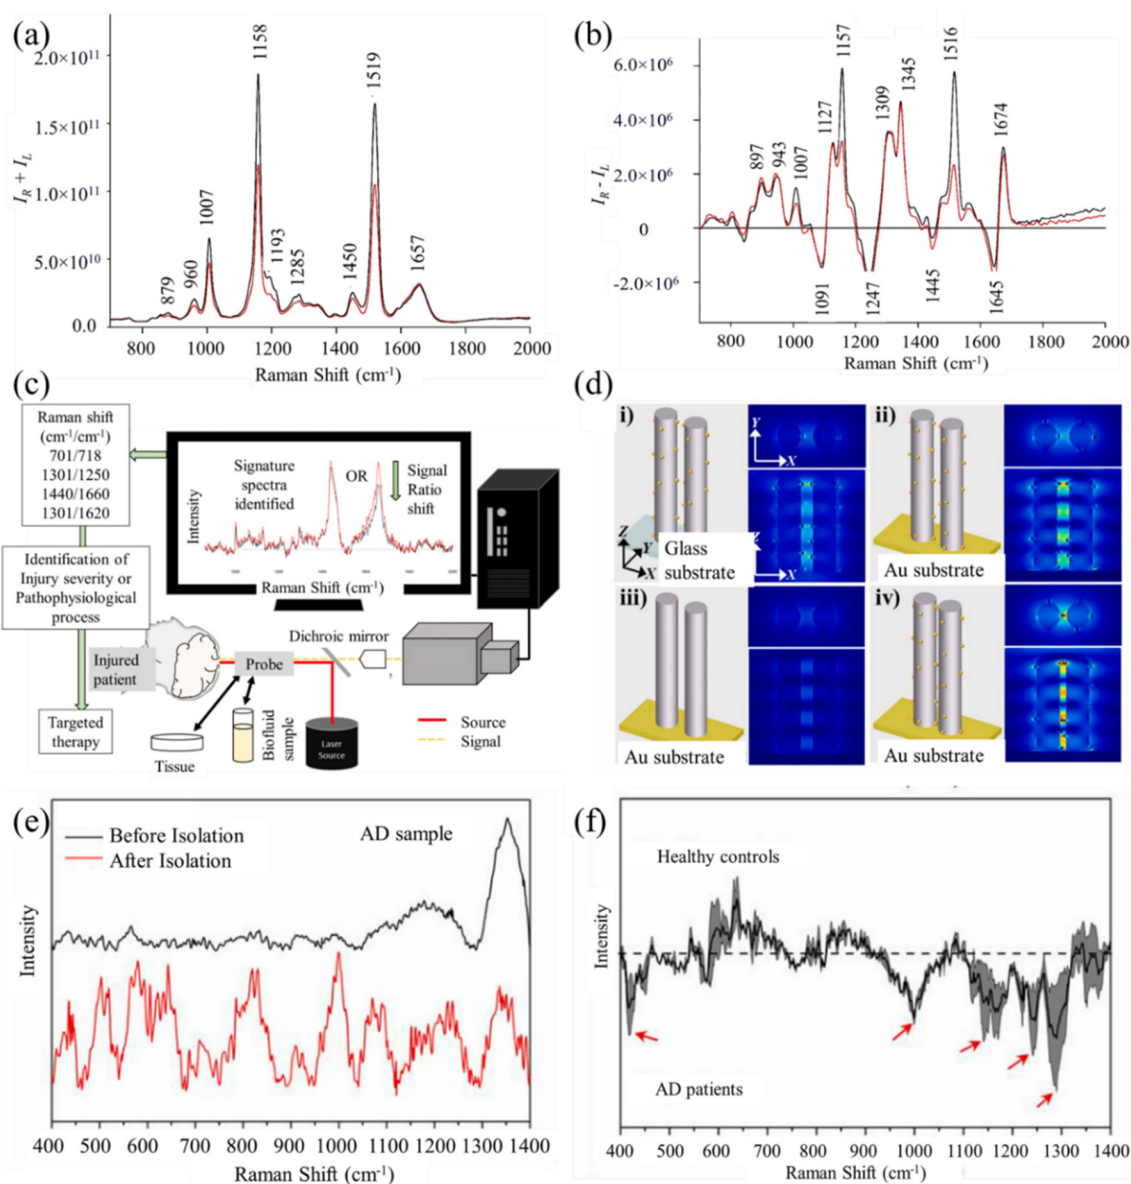 (a)
2.0×10¹¹
1.5×10¹¹
1.0×10¹¹
5.0×10¹⁰
0.0
I_R + I_L
879
960
1007
1158
1193
1285
1450
1519
1657
800 1000 1200 1400 1600 1800 2000
Raman Shift (cm⁻¹)
(b)
6.0×10⁶
4.0×10⁶
2.0×10⁶
0
-2.0×10⁶
I_R - I_L
897
943
1007
1127
1157
1309
1345
1516
1674
1091
1247
1445
1645
800 1000 1200 1400 1600 1800 2000
Raman Shift (cm⁻¹)
(c)
Raman shift
(cm⁻¹/cm⁻¹)
701/718
1301/1250
1440/1660
1301/1620
Identification of
Injury severity or
Pathophysiological
process
Targeted
therapy
Signature
spectra
identified
OR
Signal
Ratio
shift
Intensity
Raman Shift (cm⁻¹)
Injured
patient
Probe
Dichroic mirror
Tissue
Biofluid
sample
Laser
Source
Source
Signal
(d)
i)
Y
X
Z
Y
X
Glass
substrate
X
ii)
Au substrate
iii)
Au substrate
iv)
Au substrate
(e)
Before Isolation
After Isolation
AD sample
Intensity
400 500 600 700 800 900 1000 1100 1200 1300 1400
Raman Shift (cm⁻¹)
(f)
Healthy controls
AD patients
Intensity
400 500 600 700 800 900 1000 1100 1200 1300 1400
Raman Shift (cm⁻¹)